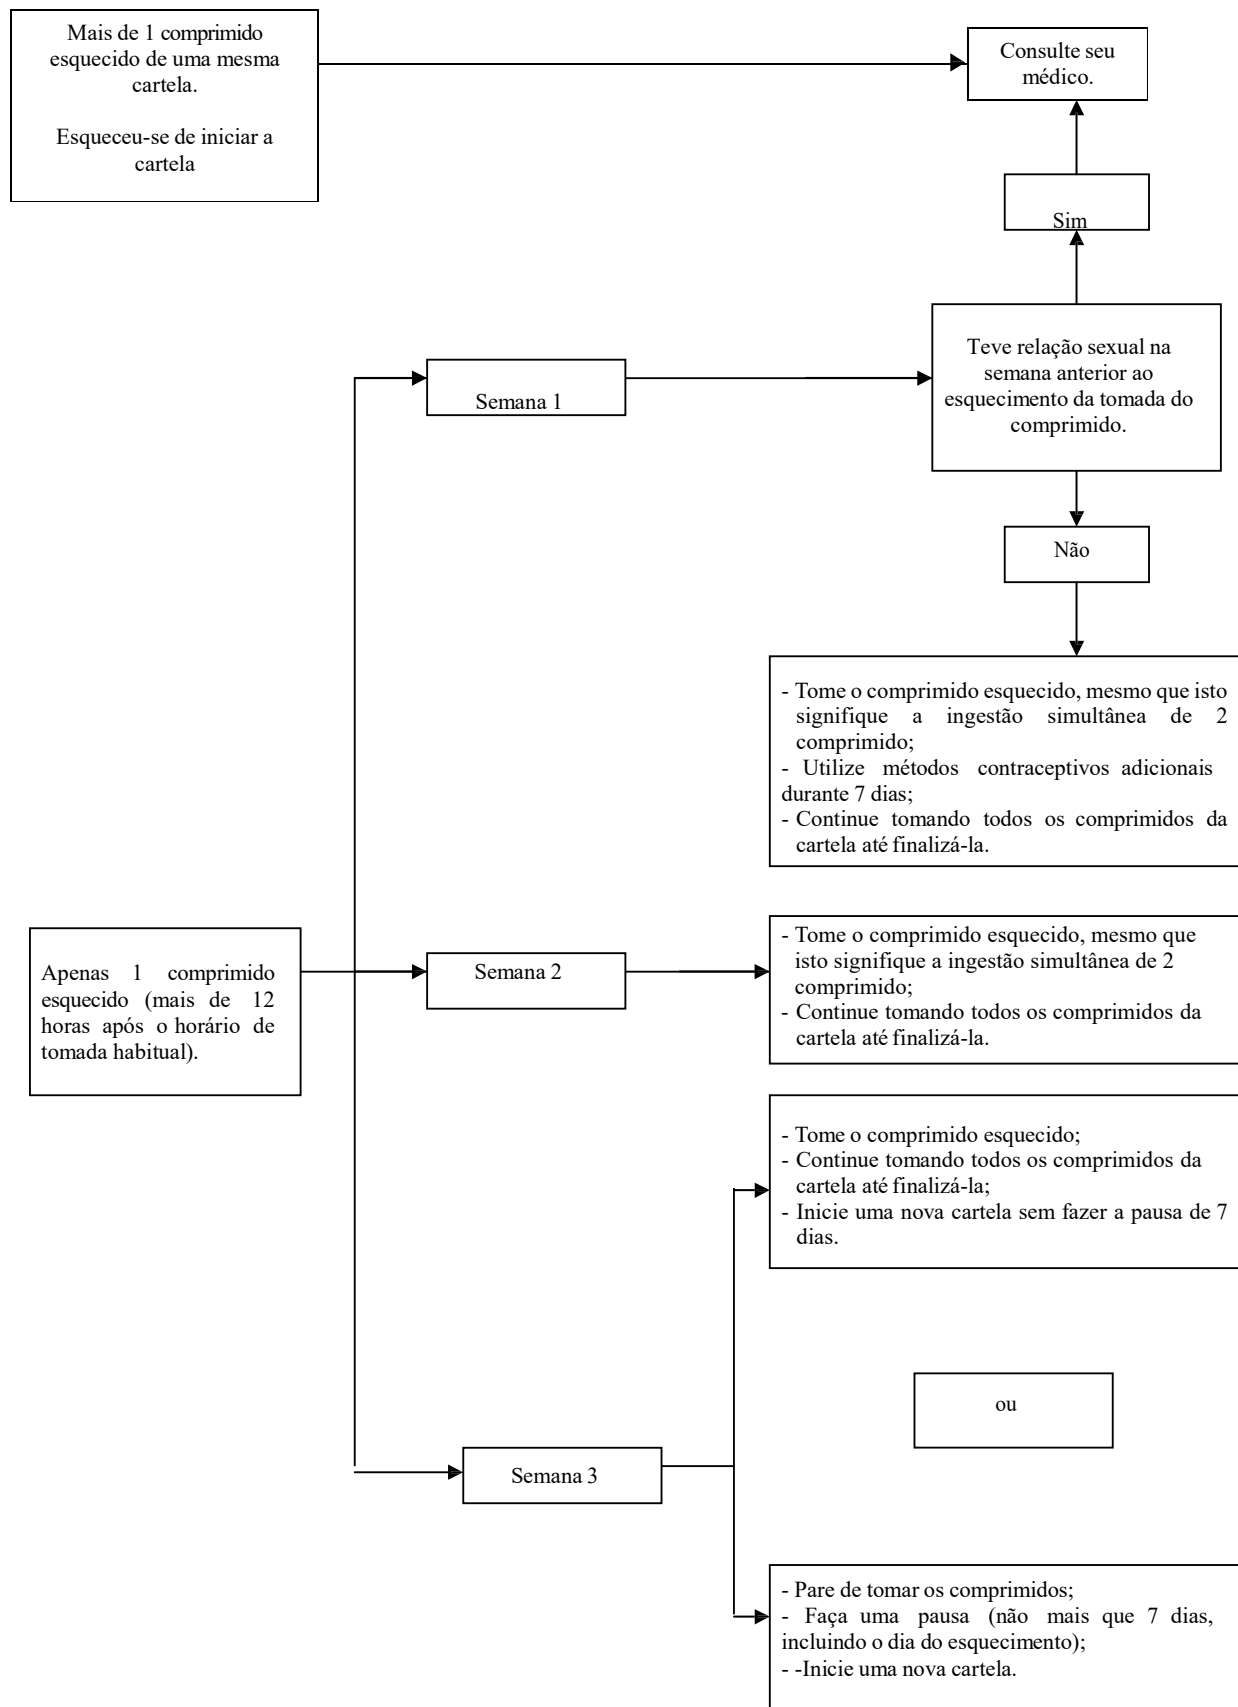 Mais de 1 comprimido
esquecido de uma mesma
cartela.
Esqueceu-se de iniciar a
cartela
Consulte seu
médico.
Sim
Teve relação sexual na
semana anterior ao
esquecimento da tomada do
comprimido.
Semana 1
Não
- Tome o comprimido esquecido, mesmo que isto
signifique a ingestão simultânea de 2
comprimido;
- Utilize métodos contraceptivos adicionais
durante 7 dias;
- Continue tomando todos os comprimidos da
cartela até finalizá-la.
Apenas 1 comprimido
esquecido (mais de 12
horas após o horário de
tomada habitual).
Semana 2
- Tome o comprimido esquecido, mesmo que
isto signifique a ingestão simultânea de 2
comprimido;
- Continue tomando todos os comprimidos da
cartela até finalizá-la.
- Tome o comprimido esquecido;
- Continue tomando todos os comprimidos da
cartela até finalizá-la;
- Inicie uma nova cartela sem fazer a pausa de 7
dias.
ou
Semana 3
- Pare de tomar os comprimidos;
- Faça uma pausa (não mais que 7 dias,
incluindo o dia do esquecimento);
- -Inicie uma nova cartela.